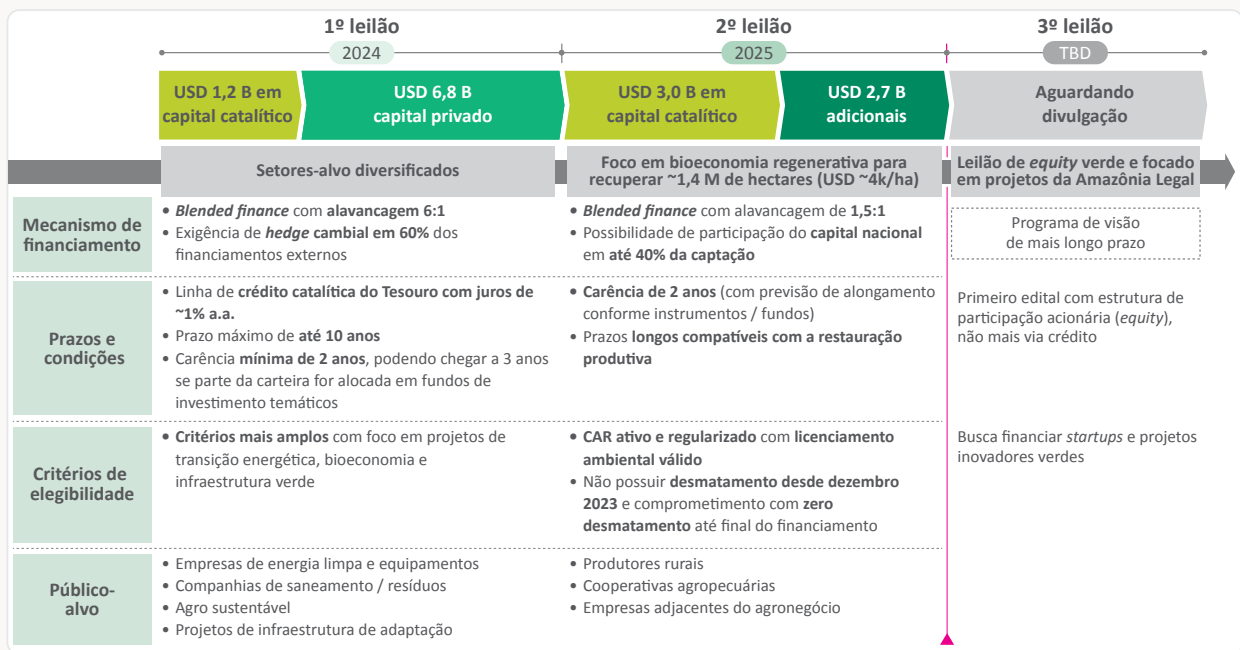 1º leilão
2º leilão
3º leilão
2024
2025
TBD
USD 1,2 B em
capital catalítico
USD 6,8 B
capital privado
USD 3,0 B em
capital catalítico
USD 2,7 B
adicionais
Aguardando
divulgação
Setores-alvo diversificados
Foco em bioeconomia regenerativa para
recuperar ~1,4 M de hectares (USD ~4k/ha)
Leilão de equity verde e focado
em projetos da Amazônia Legal
Mecanismo de
financiamento
• Blended finance com alavancagem 6:1
• Exigência de hedge cambial em 60% dos
financiamentos externos
• Blended finance com alavancagem de 1,5:1
• Possibilidade de participação do capital nacional
em até 40% da captação
Programa de visão
de mais longo prazo
Prazos e
condições
• Linha de crédito catalítica do Tesouro com juros de
~1% a.a.
• Prazo máximo de até 10 anos
• Carência mínima de 2 anos, podendo chegar a 3 anos
se parte da carteira for alocada em fundos de
investimento temáticos
• Carência de 2 anos (com previsão de alongamento
conforme instrumentos / fundos)
• Prazos longos compatíveis com a restauração
produtiva
Primeiro edital com estrutura de
participação acionária (equity),
não mais via crédito
Critérios de
elegibilidade
• Critérios mais amplos com foco em projetos de
transição energética, bioeconomia e
infraestrutura verde
• CAR ativo e regularizado com licenciamento
ambiental válido
• Não possuir desmatamento desde dezembro
2023 e comprometimento com zero
desmatamento até final do financiamento
Busca financiar startups e projetos
inovadores verdes
Público-
alvo
• Empresas de energia limpa e equipamentos
• Companhias de saneamento / resíduos
• Agro sustentável
• Projetos de infraestrutura de adaptação
• Produtores rurais
• Cooperativas agropecuárias
• Empresas adjacentes do agronegócio